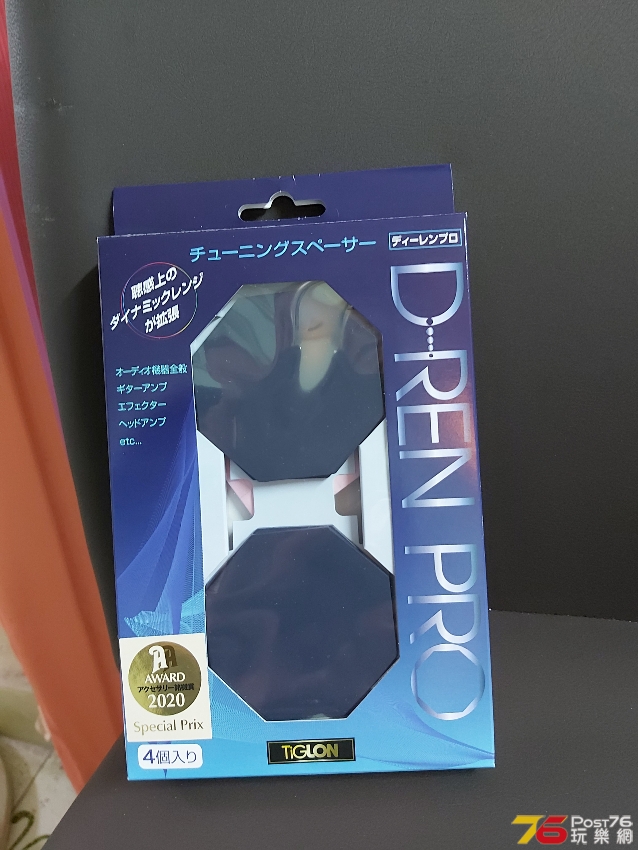 チューニングスペーサー
ディーレンプロ
D-REN PRO
聴感上の
ダイナミックレンジ
が拡張
オーディオ機器全般
ギターアンプ
エフェクター
ヘッドアンプ
etc...
AWARD
アクセサリー銘機賞
2020
Special Prix
4個入り
TiGLON
76 Post76
玩樂網